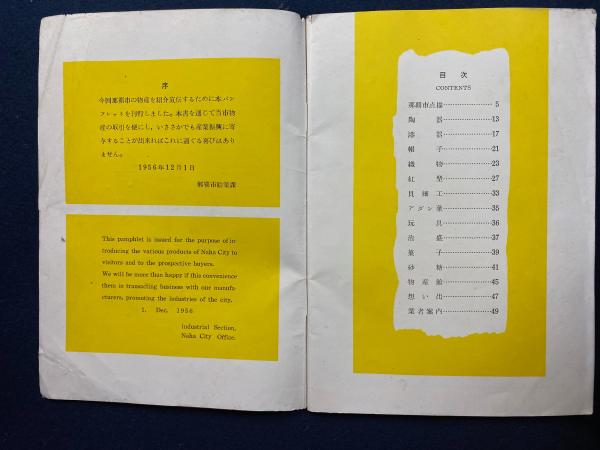 序
今回那覇市の物産を紹介宣伝するために本パン
フレットを刊行しました。本書を通じて当市物
産の取引を便にし、いささかでも産業振興に寄
与することが出来ればこれに過ぐる喜びはあり
ません。
1956年12月1日
那覇市勧業課
This pamphlet is issued for the purpose of in
troducing the various products of Naha City to
visitors and to the prospective buyers.
We will be more than happy if this convenience
them in transacting business with our manufa-
cturers, promoting the industries of the city.
1. Dec. 1956
Industrial Section,
Naha City Office.
目次
CONTENTS
那覇市点描……………5
陶器……………13
漆器……………17
帽子……………21
織物……………23
紅型……………27
貝細工……………33
アダン葉……………35
玩具……………36
泡盛……………37
菓子……………39
砂糖……………41
物産館……………45
想い出……………47
業者案内……………49